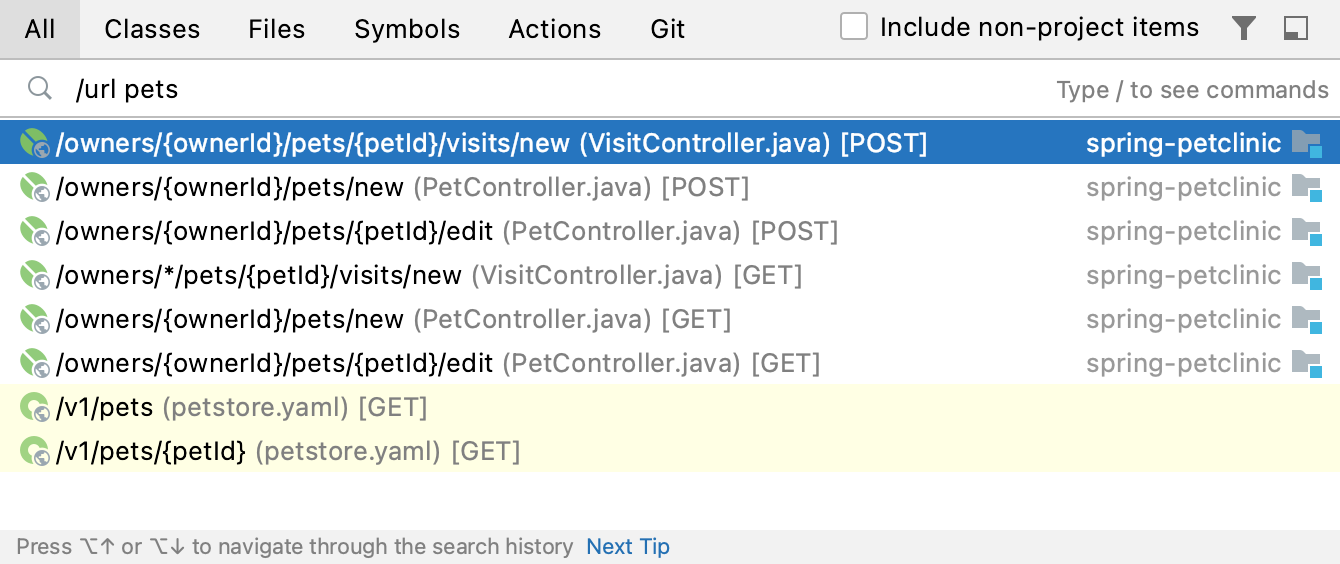 All Classes Files Symbols Actions Git Include non-project items
/url pets Type / to see commands
/owners/{ownerId}/pets/{petId}/visits/new (VisitController.java) [POST] spring-petclinic
/owners/{ownerId}/pets/new (PetController.java) [POST] spring-petclinic
/owners/{ownerId}/pets/{petId}/edit (PetController.java) [POST] spring-petclinic
/owners/*/pets/{petId}/visits/new (VisitController.java) [GET] spring-petclinic
/owners/{ownerId}/pets/new (PetController.java) [GET] spring-petclinic
/owners/{ownerId}/pets/{petId}/edit (PetController.java) [GET] spring-petclinic
/v1/pets (petstore.yaml) [GET]
/v1/pets/{petId} (petstore.yaml) [GET]
Press ⌥↑ or ⌥↓ to navigate through the search history Next Tip